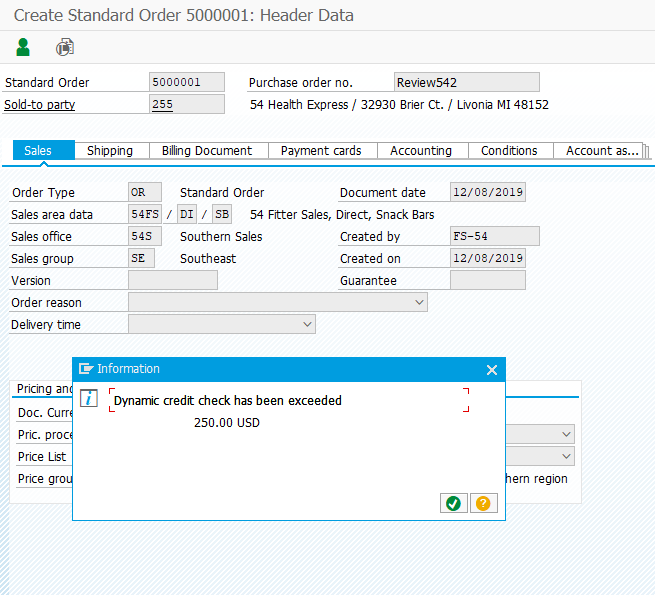 Create Standard Order 5000001: Header Data
Standard Order 5000001 Purchase order no. Review542
Sold-to party 255 54 Health Express / 32930 Brier Ct. / Livonia MI 48152
Sales Shipping Billing Document Payment cards Accounting Conditions Account as...
Order Type OR Standard Order Document date 12/08/2019
Sales area data 54FS / DI / SB 54 Fitter Sales, Direct, Snack Bars
Sales office 54S Southern Sales Created by FS-54
Sales group SE Southeast Created on 12/08/2019
Version Guarantee
Order reason
Delivery time
Information
Pricing and
Dynamic credit check has been exceeded
Doc. Curre
250.00 USD
Pric. proce
Price List
Price grou hern region